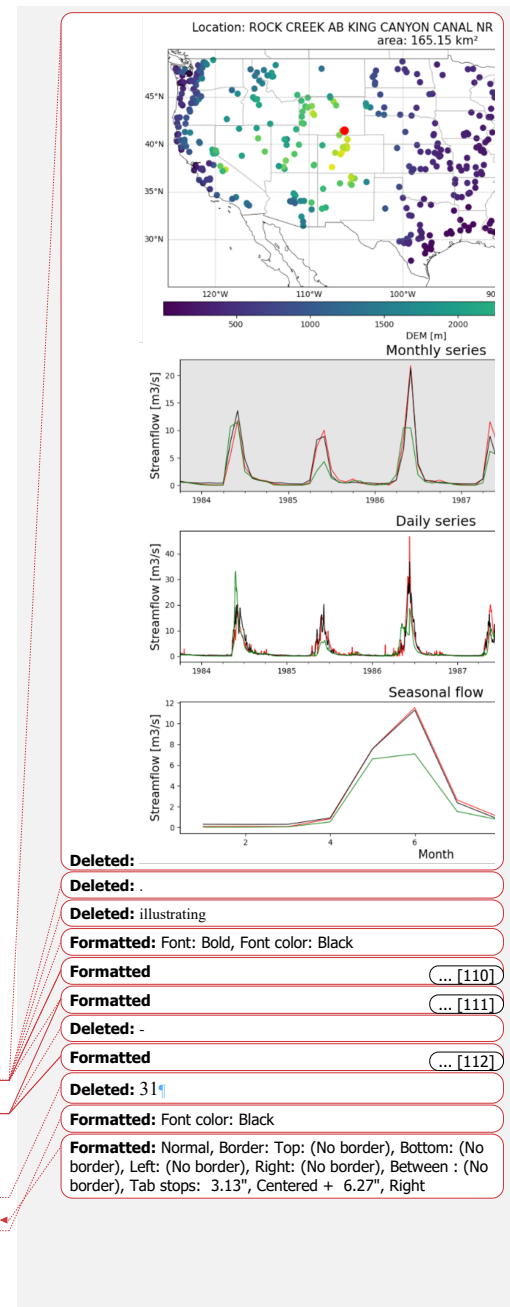 Location: ROCK CREEK AB KING CANYON CANAL NR
area: 165.15 km²
45°N
40°N
35°N
30°N
120°W 110°W 100°W 90
500 1000 1500 2000
DEM [m]
Monthly series
Streamflow [m3/s]
20
15
10
5
0
1984 1985 1986 1987
Daily series
Streamflow [m3/s]
40
30
20
10
0
1984 1985 1986 1987
Seasonal flow
Streamflow [m3/s]
12
10
8
6
4
2
0
2 4 6
Month
Deleted:
Deleted: .
Deleted: illustrating
Formatted: Font: Bold, Font color: Black
Formatted ... [110]
Formatted ... [111]
Deleted: -
Formatted ... [112]
Deleted: 31¶
Formatted: Font color: Black
Formatted: Normal, Border: Top: (No border), Bottom: (No
border), Left: (No border), Right: (No border), Between : (No
border), Tab stops: 3.13", Centered + 6.27", Right